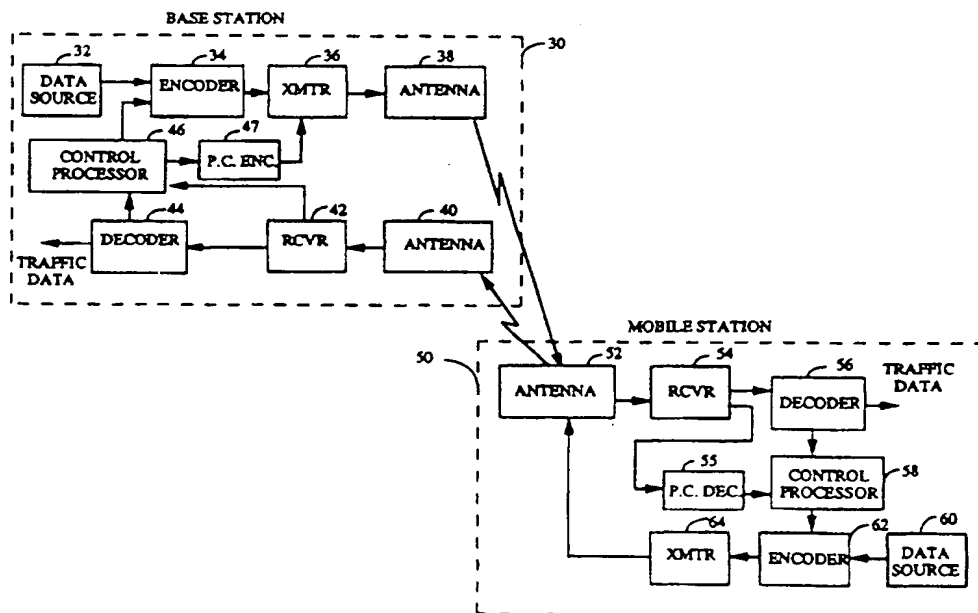 BASE STATION
30
32
34
36
38
DATA
SOURCE
ENCODER
XMTR
ANTENNA
46
47
CONTROL
PROCESSOR
P.C. ENC.
44
42
40
DECODER
RCVR
ANTENNA
TRAFFIC
DATA
MOBILE STATION
50
52
54
56
TRAFFIC
DATA
ANTENNA
RCVR
DECODER
55
58
P.C. DEC.
CONTROL
PROCESSOR
64
62
60
XMTR
ENCODER
DATA
SOURCE